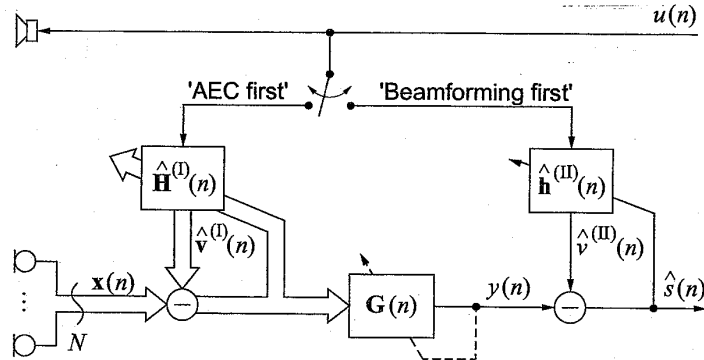 u(n)
'AEC first' 'Beamforming first'
Ĥ⁽ᴵ⁾(n)
ĥ⁽ᴵᴵ⁾(n)
v̂⁽ᴵ⁾(n)
v̂⁽ᴵᴵ⁾(n)
x(n)
−
N
G(n)
y(n)
−
ŝ(n)